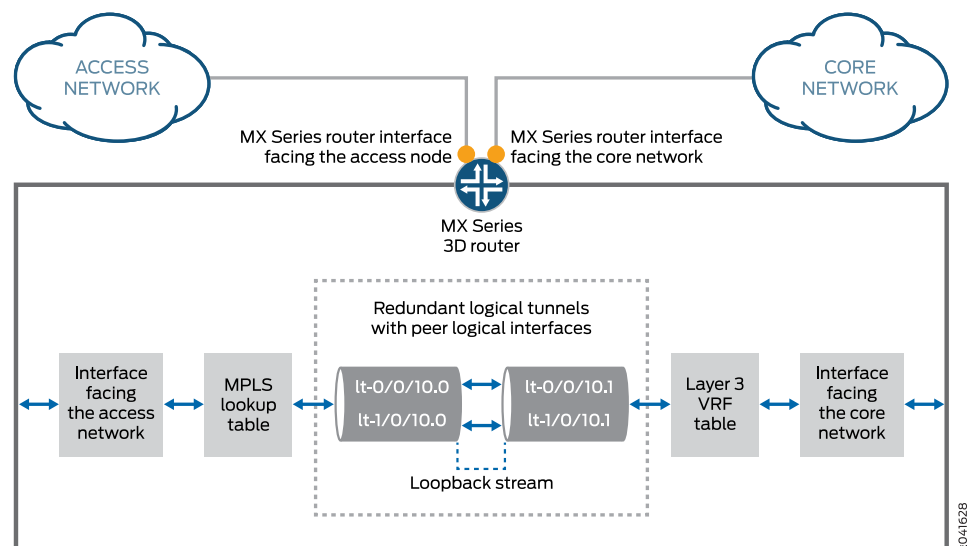 ACCESS
NETWORK
CORE
NETWORK
MX Series router interface
facing the access node
MX Series router interface
facing the core network
MX Series
3D router
Redundant logical tunnels
with peer logical interfaces
Interface
facing
the access
network
MPLS
lookup
table
lt-0/0/10.0
lt-1/0/10.0
lt-0/0/10.1
lt-1/0/10.1
Layer 3
VRF
table
Interface
facing
the core
network
Loopback stream
041628